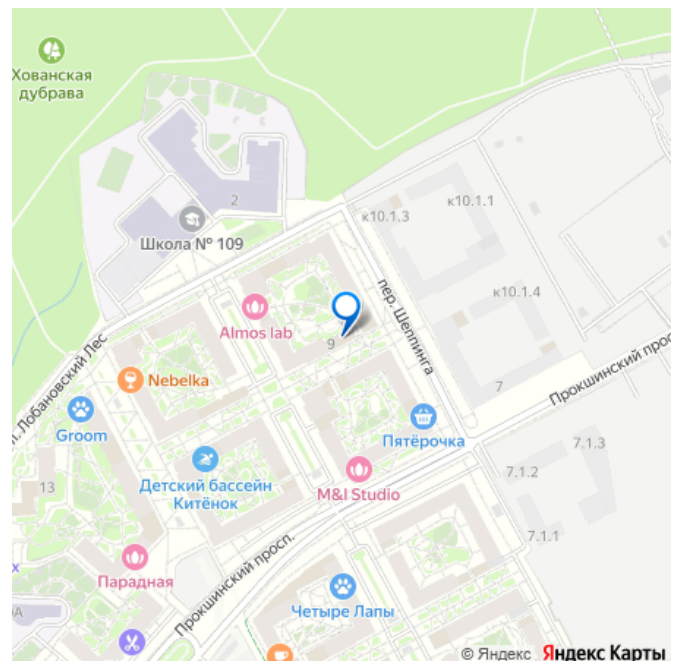 Хованская
дубрава
2
Школа № 109
к10.1.3
к10.1.1
пер. Шеппинга
к10.1.4
Almos lab
9
Nebelka
л. Лобановский Лес
7
Прокшинский прос
Groom
Пятёрочка
Детский бассейн
Китёнок
M&I Studio
7.1.3
7.1.2
13
7.1.1
Прокшинский просп.
х
Парадная
Четыре Лапы
© Яндекс Яндекс Карты